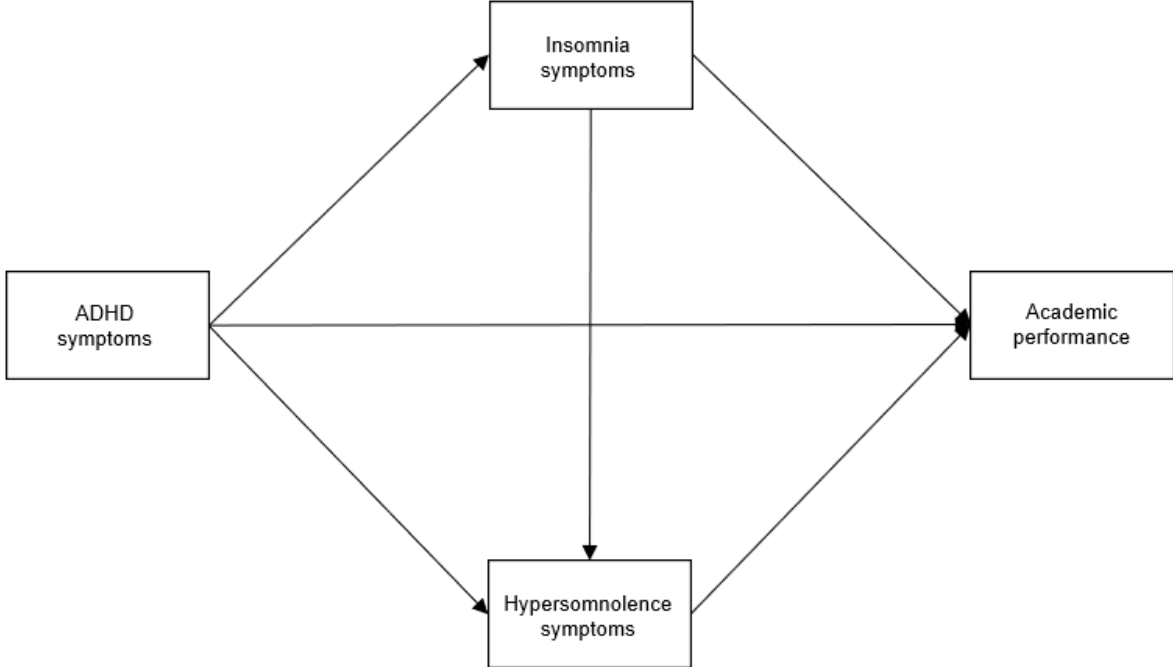 Insomnia
symptoms
ADHD
symptoms
Academic
performance
Hypersomnolence
symptoms